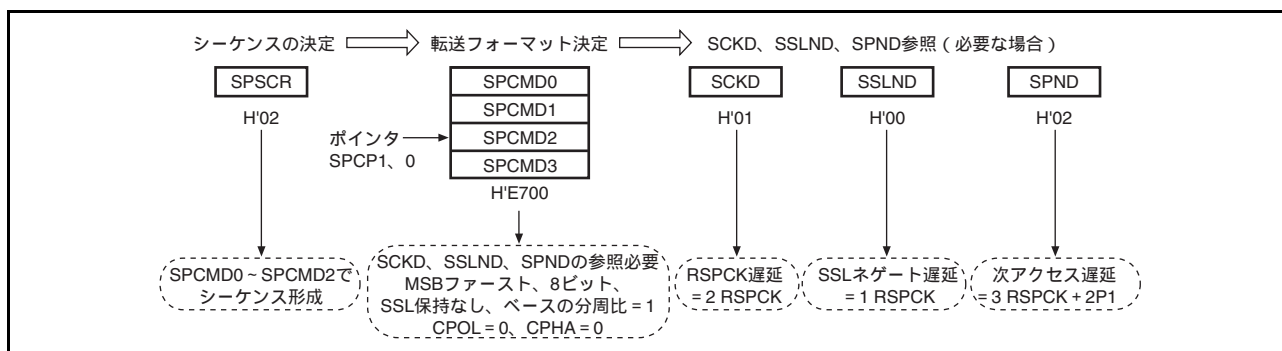 シーケンスの決定
転送フォーマット決定
SCKD、SSLND、SPND参照（必要な場合）
SPSCR
H'02
SPCMD0~SPCMD2で
シーケンス形成
SPCMD0
SPCMD1
SPCMD2
SPCMD3
ポインタ
SPCP1、0
H'E700
SCKD、SSLND、SPNDの参照必要
MSBファースト、8ビット、
SSL保持なし、ベースの分周比 = 1
CPOL = 0、CPHA = 0
SCKD
H'01
RSPCK遅延
= 2 RSPCK
SSLND
H'00
SSLネゲート遅延
= 1 RSPCK
SPND
H'02
次アクセス遅延
= 3 RSPCK + 2P1